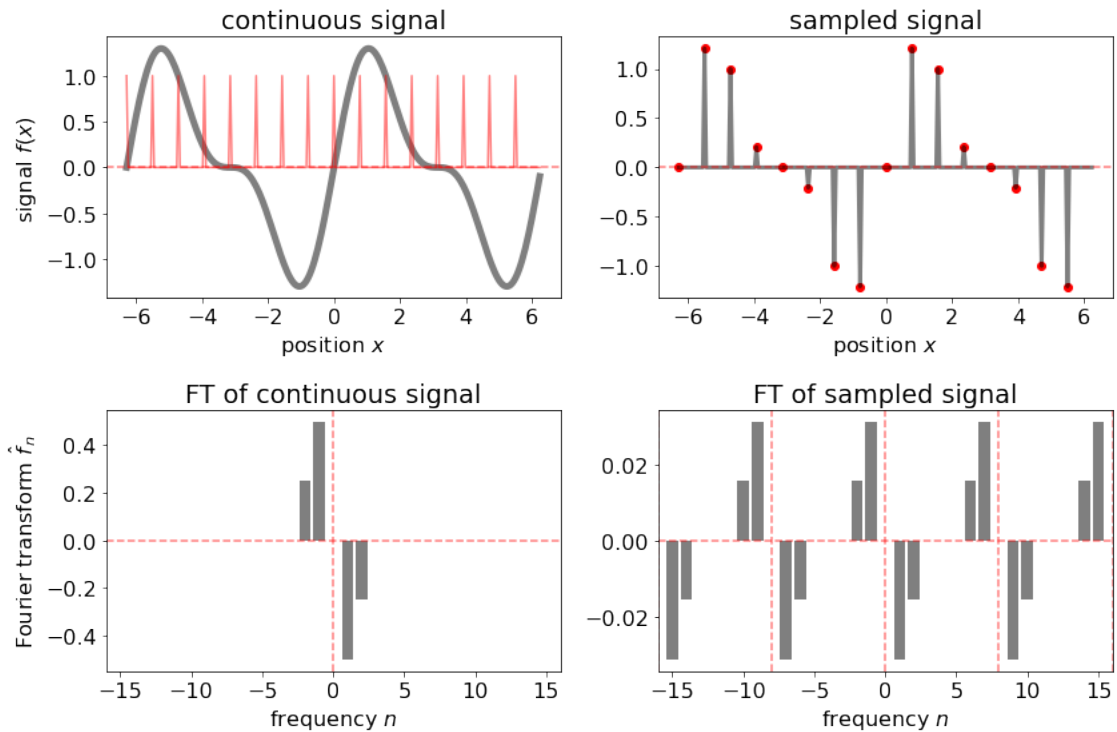 continuous signal
sampled signal
1.0
0.5
0.0
−0.5
−1.0
signal f(x)
−6 −4 −2 0 2 4 6
position x
1.0
0.5
0.0
−0.5
−1.0
−6 −4 −2 0 2 4 6
position x
FT of continuous signal
FT of sampled signal
0.4
0.2
0.0
−0.2
−0.4
Fourier transform f̂ₙ
−15 −10 −5 0 5 10 15
frequency n
0.02
0.00
−0.02
−15 −10 −5 0 5 10 15
frequency n